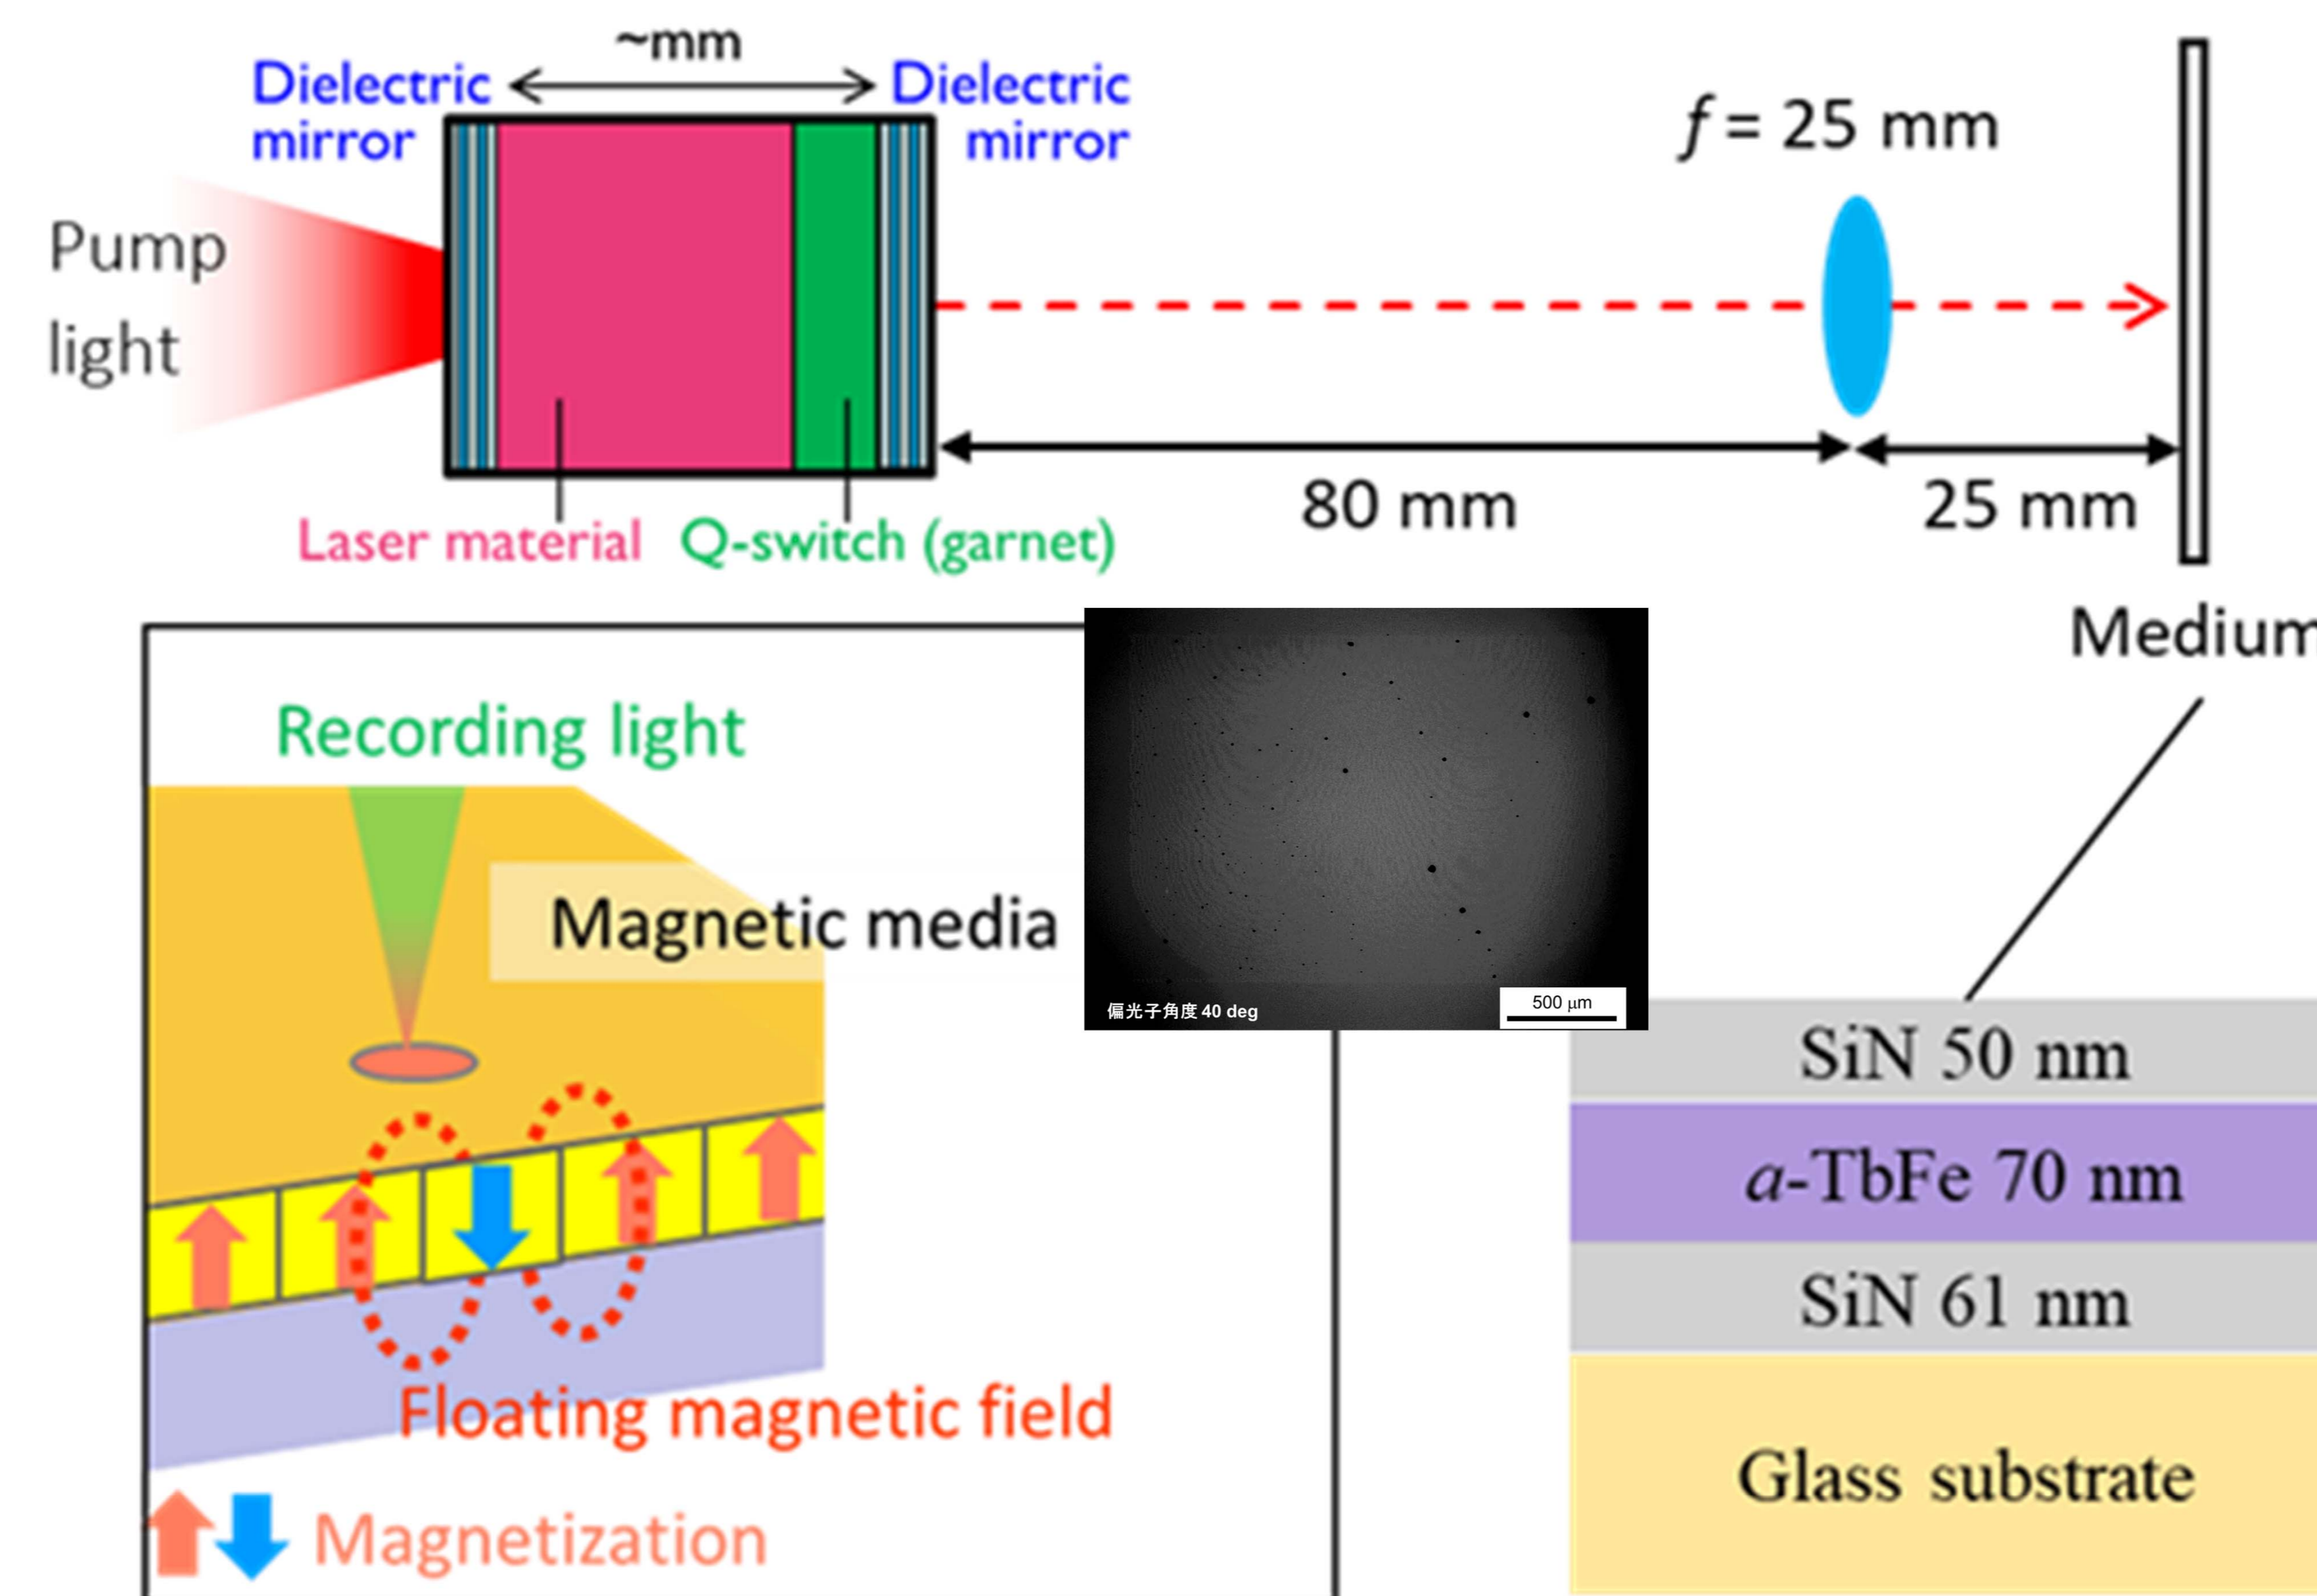 ~mm
Dielectric
mirror
Dielectric
mirror
f = 25 mm
Pump
light
80 mm
25 mm
Laser material
Q-switch (garnet)
Medium
Recording light
Magnetic media
偏光子角度 40 deg
500 μm
SiN 50 nm
a-TbFe 70 nm
SiN 61 nm
Glass substrate
Floating magnetic field
Magnetization